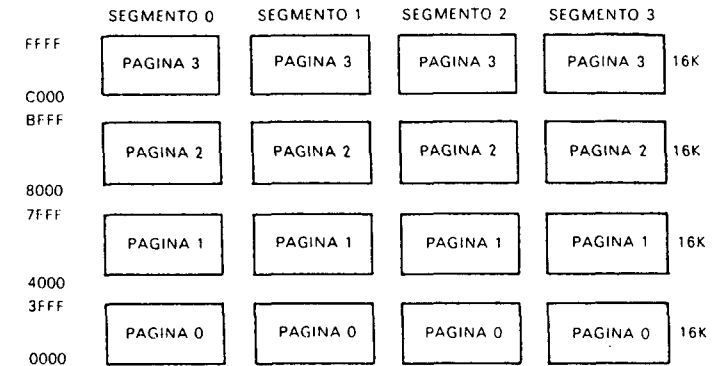 SEGMENTO 0 SEGMENTO 1 SEGMENTO 2 SEGMENTO 3
FFFF
PAGINA 3 PAGINA 3 PAGINA 3 PAGINA 3 16K
C000
BFFF
PAGINA 2 PAGINA 2 PAGINA 2 PAGINA 2 16K
8000
7FFF
PAGINA 1 PAGINA 1 PAGINA 1 PAGINA 1 16K
4000
3FFF
PAGINA 0 PAGINA 0 PAGINA 0 PAGINA 0 16K
0000